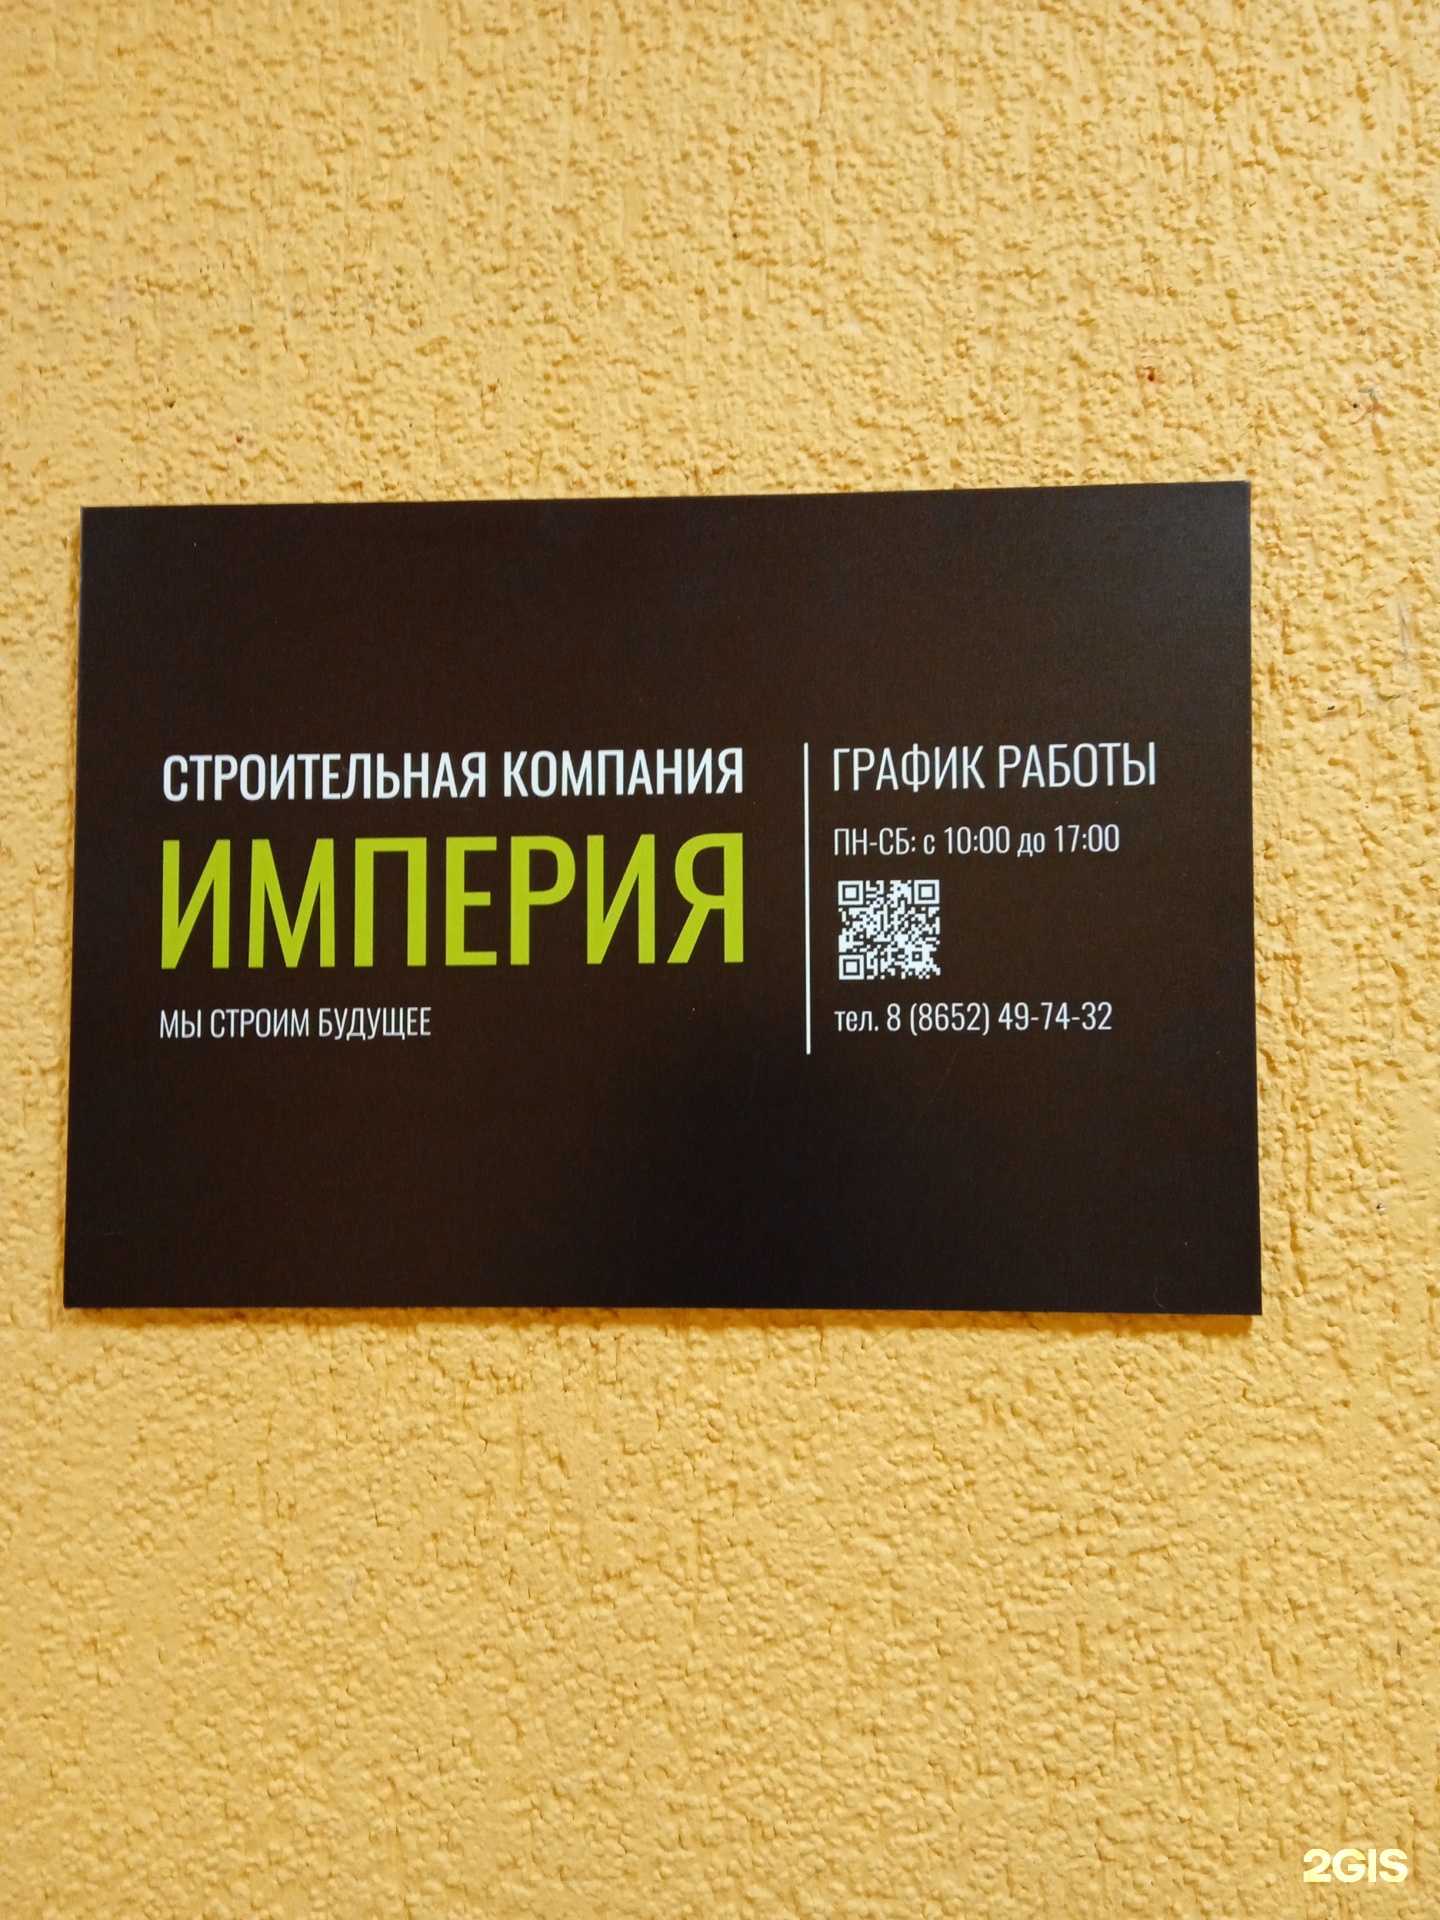 СТРОИТЕЛЬНАЯ КОМПАНИЯ
ИМПЕРИЯ
МЫ СТРОИМ БУДУЩЕЕ
ГРАФИК РАБОТЫ
ПН-СБ: с 10:00 до 17:00
тел. 8 (8652) 49-74-32
2GIS